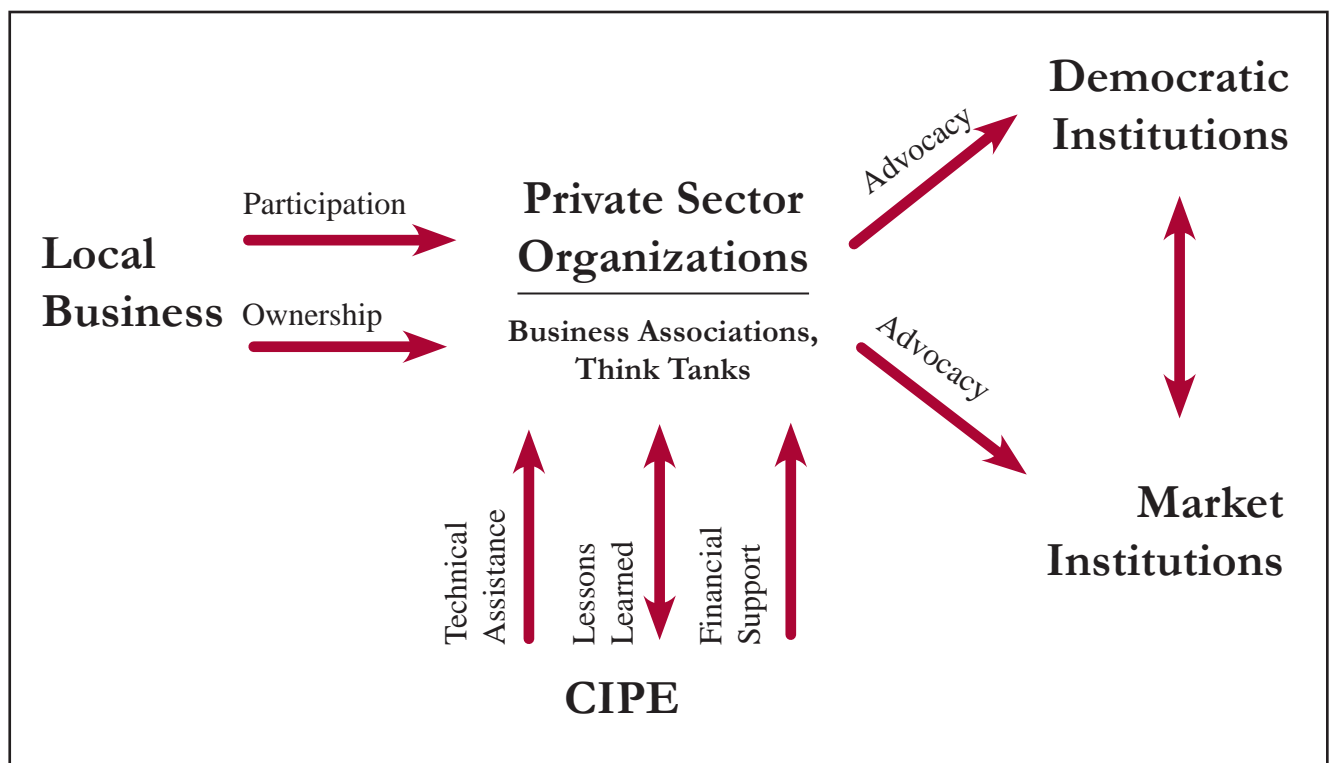 Local
Business
Participation
Ownership
Private Sector
Organizations
Business Associations,
Think Tanks
Advocacy
Advocacy
Democratic
Institutions
Market
Institutions
Technical
Assistance
Lessons
Learned
Financial
Support
CIPE